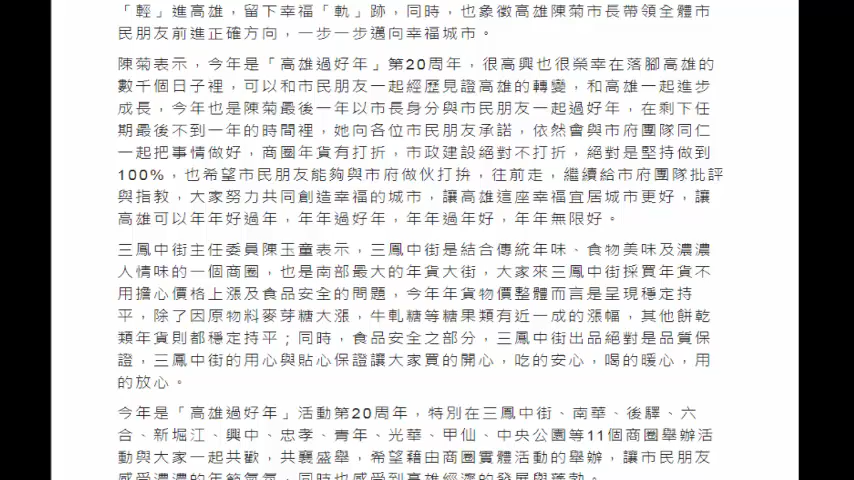 「輕」進高雄，留下幸福「軌」跡，同時，也象徵高雄陳菊市長帶領全體市
民朋友前進正確方向，一步一步邁向幸福城市。
陳菊表示，今年是「高雄過好年」第20周年，很高興也很榮幸在落腳高雄的
數千個日子裡，可以和市民朋友一起經歷見證高雄的轉變，和高雄一起進步
成長，今年也是陳菊最後一年以市長身分與市民朋友一起過好年，在剩下任
期最後不到一年的時間裡，她向各位市民朋友承諾，依然會與市府團隊同仁
一起把事情做好，商圈年貨有打折，市政建設絕對不打折，絕對是堅持做到
100%，也希望市民朋友能夠與市府做伙打拚，往前走，繼續給市府團隊批評
與指教，大家努力共同創造幸福的城市，讓高雄這座幸福宜居城市更好，讓
高雄可以年年好過年，年年過好年，年年過年好，年年無限好。
三鳳中街主任委員陳玉童表示，三鳳中街是結合傳統年味、食物美味及濃濃
人情味的一個商圈，也是南部最大的年貨大街，大家來三鳳中街採買年貨不
用擔心價格上漲及食品安全的問題，今年年貨物價整體而言是呈現穩定持
平，除了因原物料麥芽糖大漲，牛軋糖等糖果類有近一成的漲幅，其他餅乾
類年貨則都穩定持平；同時，食品安全之部分，三鳳中街出品絕對是品質保
證，三鳳中街的用心與貼心保證讓大家買的開心，吃的安心，喝的暖心，用
的放心。
今年是「高雄過好年」活動第20周年，特別在三鳳中街、南華、後驛、六
合、新堀江、興中、忠孝、青年、光華、甲仙、中央公園等11個商圈舉辦活
動與大家一起共歡，共襄盛舉，希望藉由商圈實體活動的舉辦，讓市民朋友
感受濃濃的年節氣氛，同時也感受到高雄經濟的發展與蓬勃。